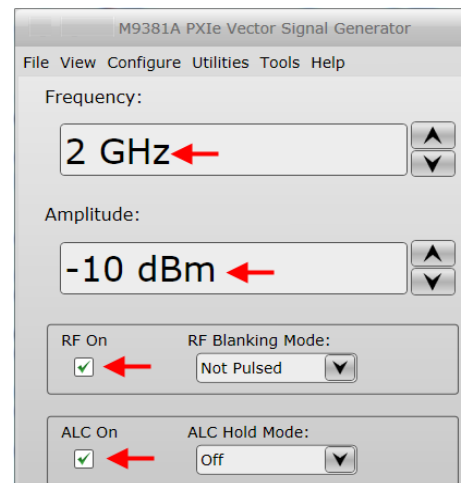 M9381A PXIe Vector Signal Generator
File View Configure Utilities Tools Help
Frequency:
2 GHz
Amplitude:
-10 dBm
RF On RF Blanking Mode:
Not Pulsed
ALC On ALC Hold Mode:
Off